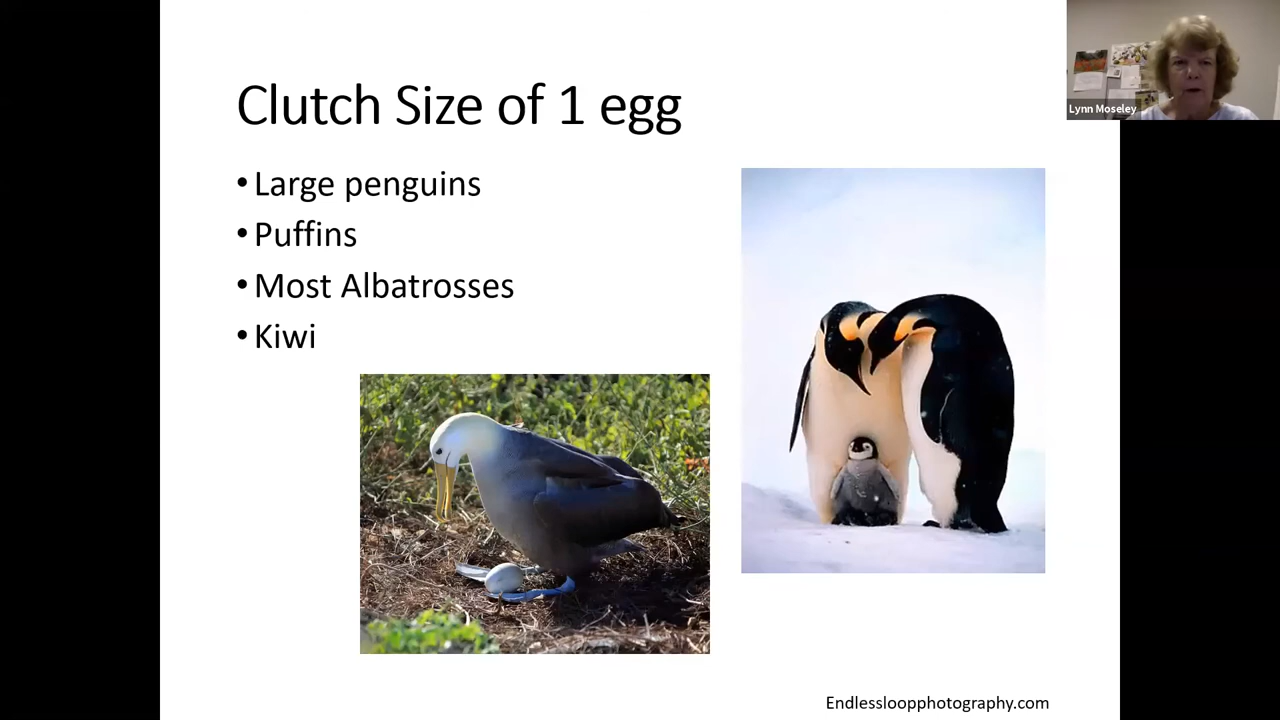 Clutch Size of 1 egg
• Large penguins
• Puffins
• Most Albatrosses
• Kiwi
Lynn Moseley
Endlessloopphotography.com